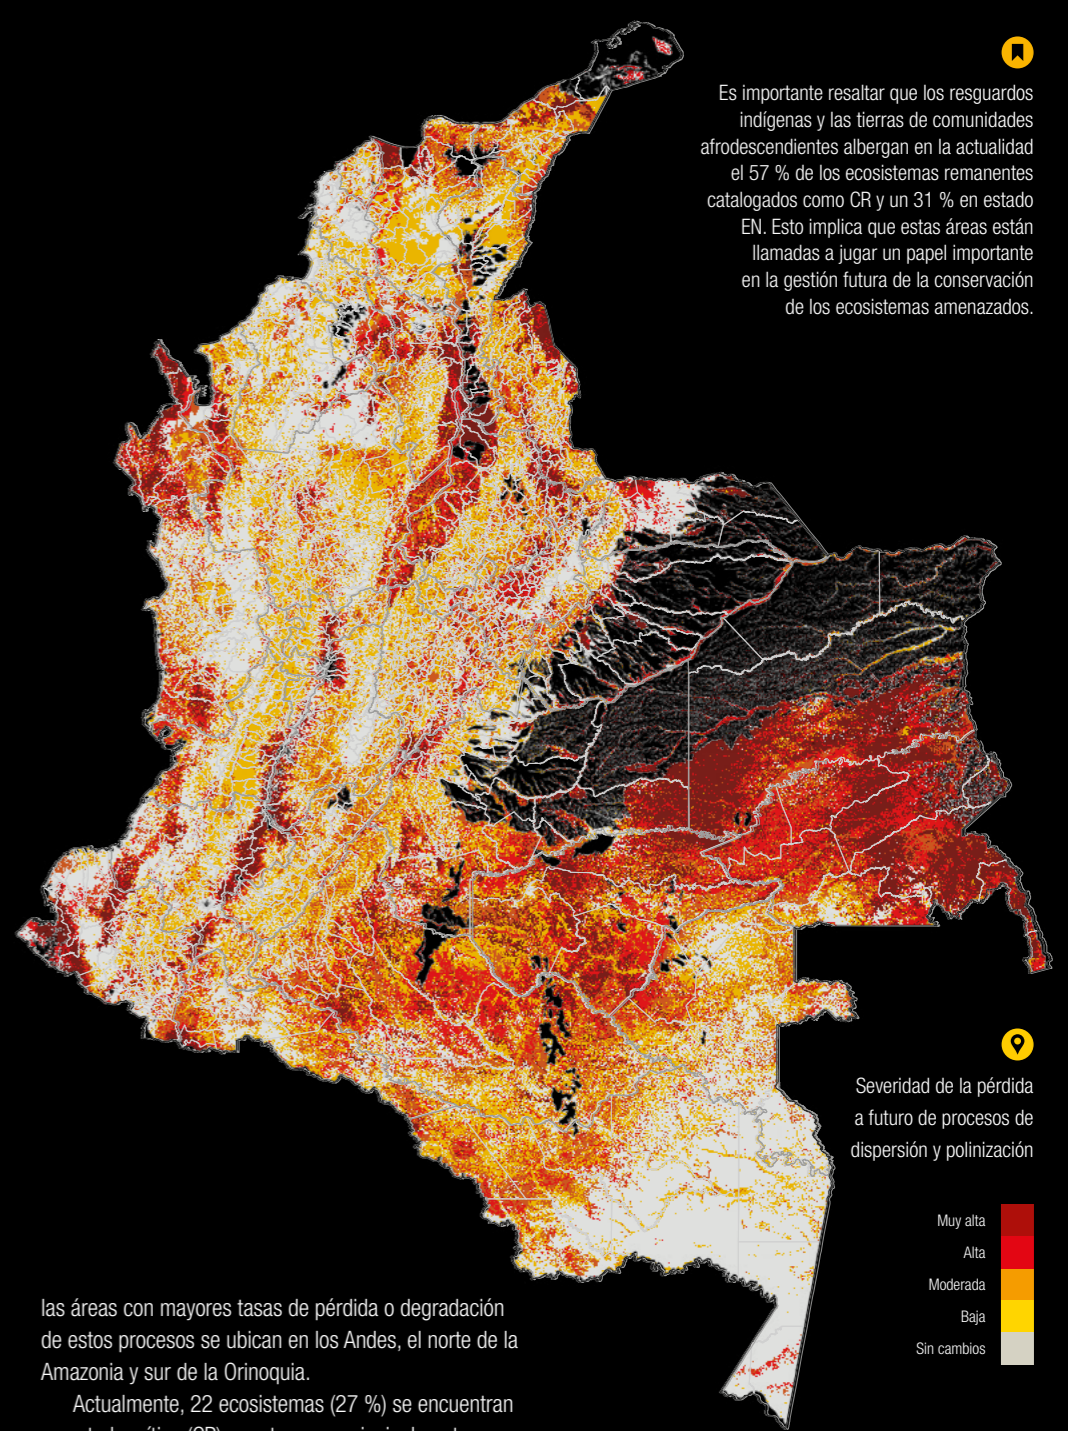 Es importante resaltar que los resguardos
indígenas y las tierras de comunidades
afrodescendientes albergan en la actualidad
el 57 % de los ecosistemas remanentes
catalogados como CR y un 31 % en estado
EN. Esto implica que estas áreas están
llamadas a jugar un papel importante
en la gestión futura de la conservación
de los ecosistemas amenazados.
Severidad de la pérdida
a futuro de procesos de
dispersión y polinización
Muy alta
Alta
Moderada
Baja
Sin cambios
las áreas con mayores tasas de pérdida o degradación
de estos procesos se ubican en los Andes, el norte de la
Amazonia y sur de la Orinoquia.
Actualmente, 22 ecosistemas (27 %) se encuentran